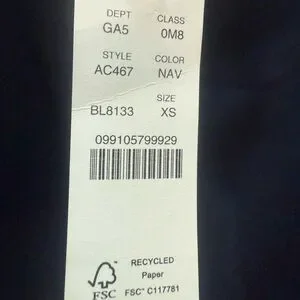 DEPT CLASS
GA5 0M8
STYLE COLOR
AC467 NAV
SIZE
BL8133 XS
099105799929
RECYCLED
Paper
FSC
FSC® C117781